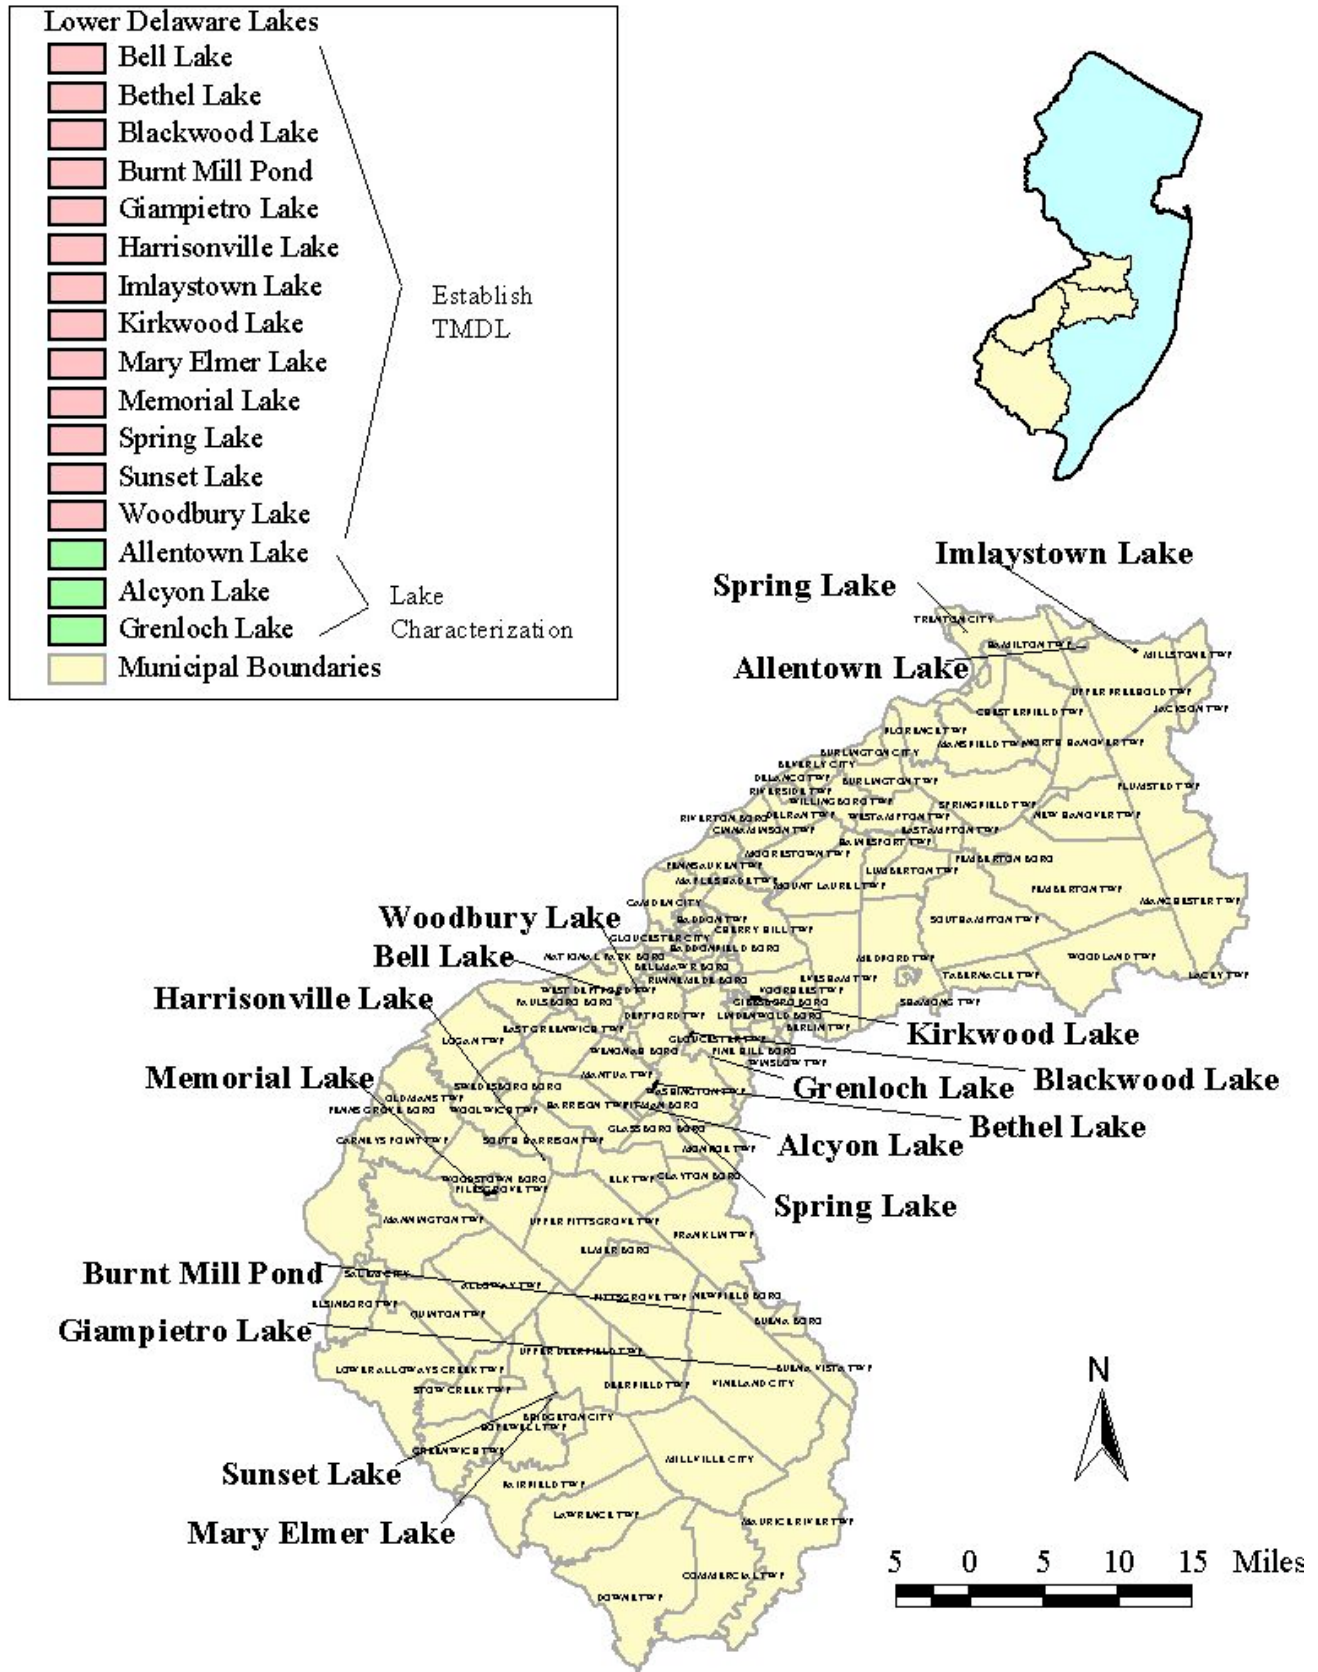 Lower Delaware Lakes
Bell Lake
Bethel Lake
Blackwood Lake
Burnt Mill Pond
Giampietro Lake
Harrisonville Lake
Imlaystown Lake
Kirkwood Lake
Mary Elmer Lake
Memorial Lake
Spring Lake
Sunset Lake
Woodbury Lake
Allentown Lake
Alcyon Lake
Grenloch Lake
Municipal Boundaries
Establish
TMDL
Lake
Characterization
Imlaystown Lake
Spring Lake
TRENTON CITY
HAMILTON TWP
MILLSTONE TWP
Allentown Lake
UPPER FREEHOLD TWP
JACKSON TWP
CHESTERFIELD TWP
FLORENCE TWP
MANSFIELD TWP
NORTH HANOVER TWP
BURLINGTON CITY
BEVERLY CITY
DELANCO TWP
BURLINGTON TWP
PLUMSTED TWP
RIVERSIDE TWP
WILLINGBORO TWP
SPRINGFIELD TWP
RIVERTON BORO
DELRAN TWP
WESTAMPTON TWP
NEW HANOVER TWP
CINNAMINSON TWP
EASTAMPTON TWP
HAINESPORT TWP
MOORESTOWN TWP
PEMBERTON BORO
PENNSAUKEN TWP
LUMBERTON TWP
MAPLE SHADE TWP
MOUNT LAUREL TWP
PEMBERTON TWP
CAMDEN CITY
MANCHESTER TWP
Woodbury Lake
HADDON TWP
SOUTHAMPTON TWP
CHERRY HILL TWP
GLOUCESTER CITY
HADDONFIELD BORO
Bell Lake
NATIONAL PARK BORO
MEDFORD TWP
WOODLAND TWP
BELLMAWR BORO
RUNNEMEDE BORO
EVESHAM TWP
TABERNACLE TWP
LACEY TWP
Harrisonville Lake
WEST DEPTFORD TWP
VOORHEES TWP
PAULSBORO BORO
GIBBSBORO BORO
SHAMONG TWP
DEPTFORD TWP
LINDENWOLD BORO
EAST GREENWICH TWP
BERLIN TWP
Kirkwood Lake
LOGAN TWP
GLOUCESTER TWP
WENONAH BORO
PINE HILL BORO
WINSLOW TWP
Memorial Lake
MANTUA TWP
Grenloch Lake
Blackwood Lake
SWEDESBORO BORO
WASHINGTON TWP
OLDMANS TWP
HARRISON TWP
PITMAN BORO
PENNS GROVE BORO
WOOLWICH TWP
GLASSBORO BORO
Bethel Lake
CARNEYS POINT TWP
SOUTH HARRISON TWP
MONROE TWP
Alcyon Lake
WOODSTOWN BORO
ELK TWP
CLAYTON BORO
PILESGROVE TWP
Spring Lake
MANNINGTON TWP
UPPER PITTSGROVE TWP
FRANKLIN TWP
ELMER BORO
Burnt Mill Pond
SALEM CITY
ALLOWAY TWP
PITTSGROVE TWP
NEWFIELD BORO
ELSINBORO TWP
QUINTON TWP
BUENA BORO
Giampietro Lake
UPPER DEERFIELD TWP
LOWER ALLOWAYS CREEK TWP
BUENA VISTA TWP
STOW CREEK TWP
DEERFIELD TWP
VINELAND CITY
BRIDGETON CITY
HOPEWELL TWP
GREENWICH TWP
MILLVILLE CITY
Sunset Lake
FAIRFIELD TWP
LAWRENCE TWP
MAURICE RIVER TWP
Mary Elmer Lake
COMMERCIAL TWP
DOWNE TWP
N
5 0 5 10 15 Miles